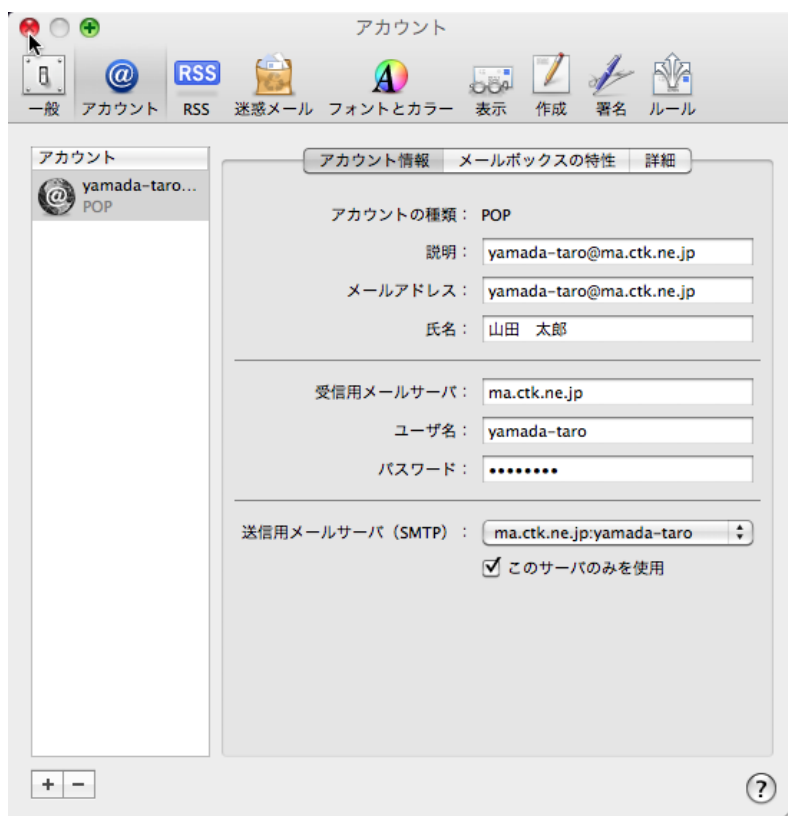 アカウント
一般 アカウント RSS 迷惑メール フォントとカラー 表示 作成 署名 ルール
RSS
アカウント
yamada-taro...
POP
アカウント情報 メールボックスの特性 詳細
アカウントの種類： POP
説明： yamada-taro@ma.ctk.ne.jp
メールアドレス： yamada-taro@ma.ctk.ne.jp
氏名： 山田　太郎
受信用メールサーバ： ma.ctk.ne.jp
ユーザ名： yamada-taro
パスワード： ••••••••
送信用メールサーバ（SMTP）： ma.ctk.ne.jp:yamada-taro
このサーバのみを使用